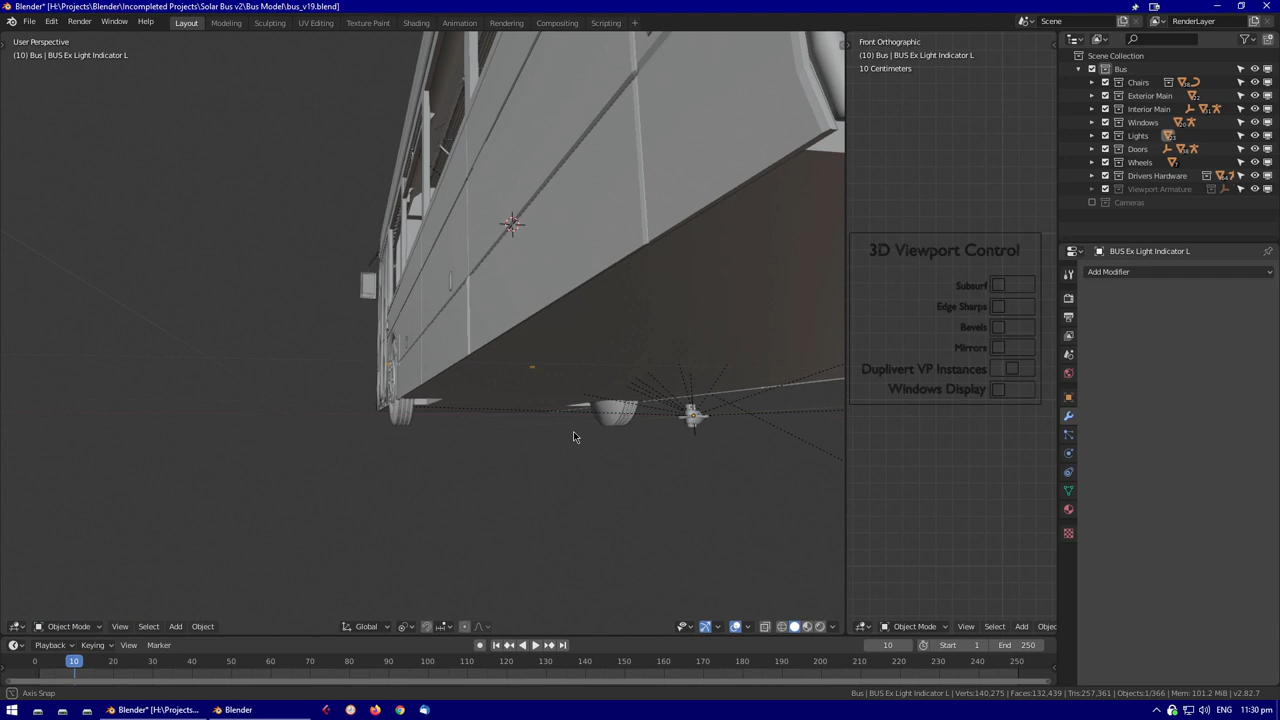 Blender* [H:\Projects\Blender\Incompleted Projects\Solar Bus v2\Bus Model\bus_v19.blend]
File Edit Render Window Help Layout Modeling Sculpting UV Editing Texture Paint Shading Animation Rendering Compositing Scripting Scene RenderLayer
User Perspective
(10) Bus | BUS Ex Light Indicator L
Front Orthographic
(10) Bus | BUS Ex Light Indicator L
10 Centimeters
Scene Collection
Bus
Chairs
Exterior Main
Interior Main
Windows
Lights
Doors
Wheels
Drivers Hardware
Viewport Armature
Cameras
BUS Ex Light Indicator L
Add Modifier
3D Viewport Control
Subsurf
Edge Sharps
Bevels
Mirrors
Duplivert VP Instances
Windows Display
Object Mode View Select Add Object Global
Object Mode View Select Add Objec
Playback Keying View Marker 10 Start 1 End 250
0 10 20 30 40 50 60 70 80 90 100 110 120 130 140 150 160 170 180 190 200 210 220 230 240 250
Axis Snap
Bus | BUS Ex Light Indicator L | Verts:140,275 | Faces:132,439 | Tris:257,361 | Objects:1/366 | Mem: 101.2 MiB | v2.82.7
Blender* [H:\Projects... Blender ENG 11:30 pm